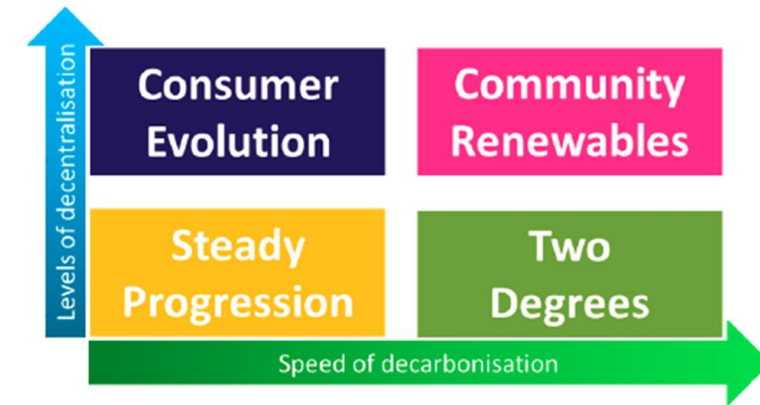 Levels of decentralisation
Consumer
Evolution
Community
Renewables
Steady
Progression
Two
Degrees
Speed of decarbonisation